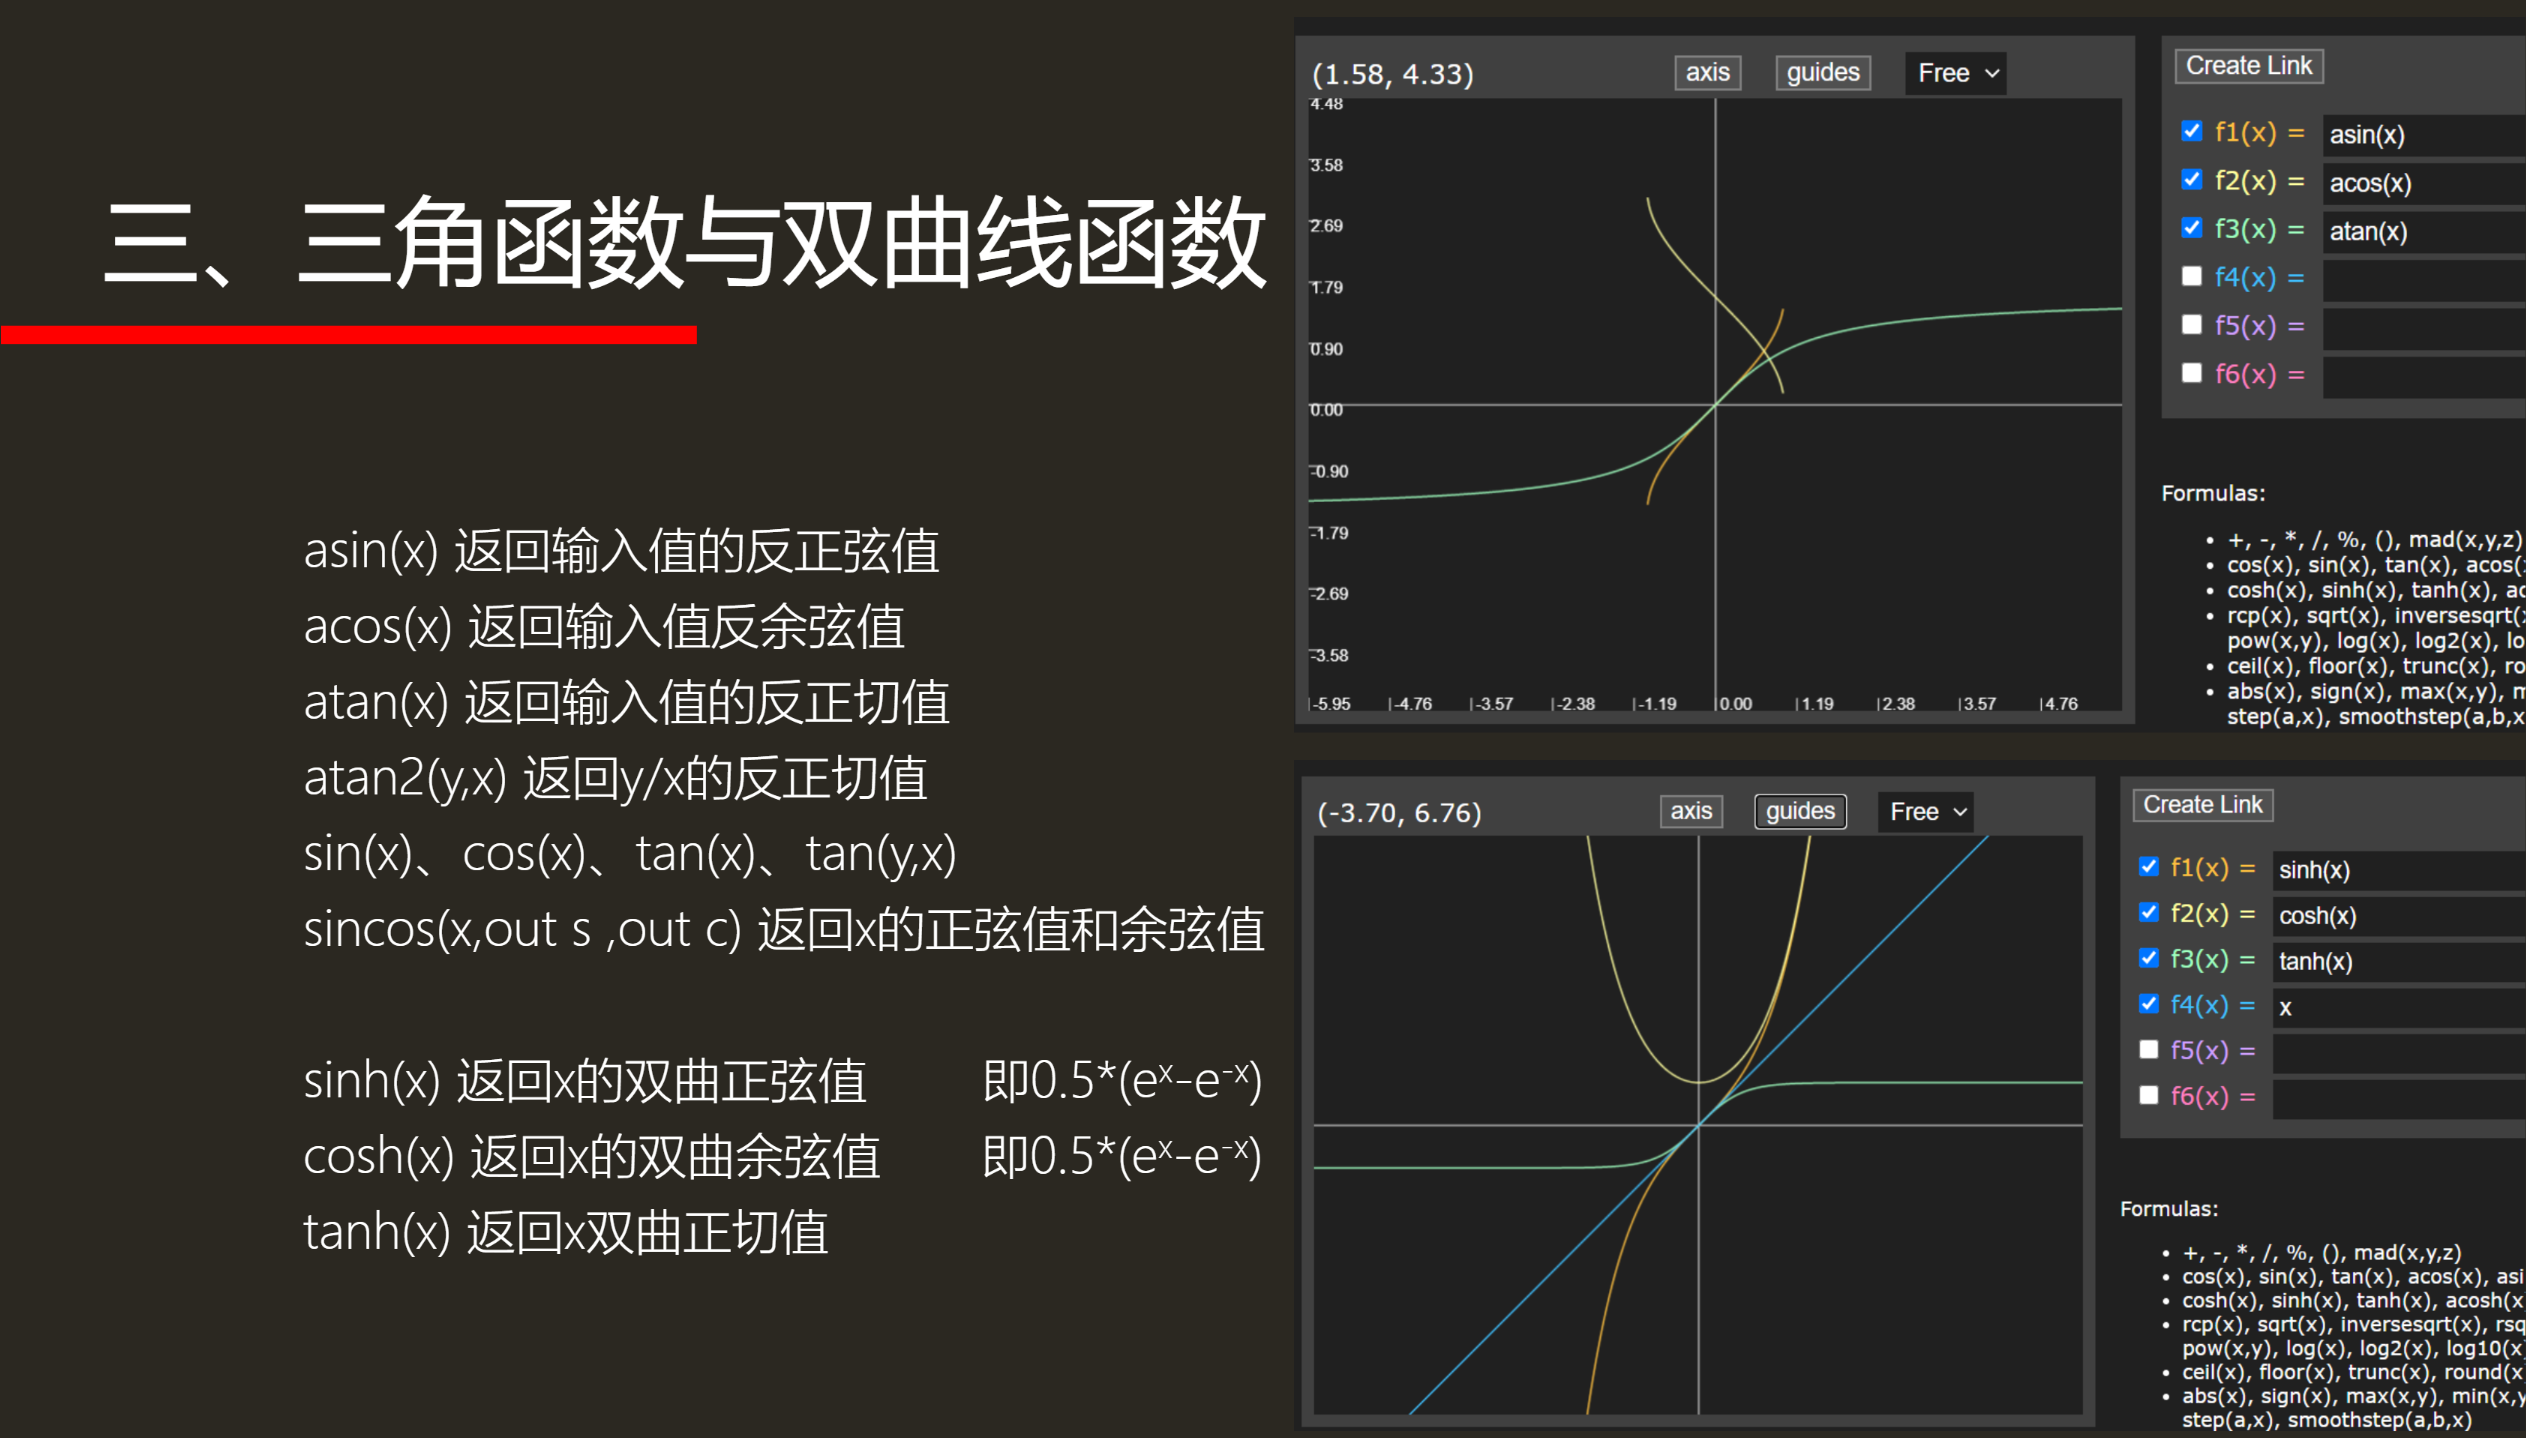 三、三角函数与双曲线函数
asin(x) 返回输入值的反正弦值
acos(x) 返回输入值反余弦值
atan(x) 返回输入值的反正切值
atan2(y,x) 返回y/x的反正切值
sin(x)、cos(x)、tan(x)、tan(y,x)
sincos(x,out s ,out c) 返回x的正弦值和余弦值
sinh(x) 返回x的双曲正弦值 即0.5*(eˣ-e⁻ˣ)
cosh(x) 返回x的双曲余弦值 即0.5*(eˣ-e⁻ˣ)
tanh(x) 返回x双曲正切值
(1.58, 4.33) axis guides Free
4.48
3.58
2.69
1.79
0.90
0.00
-0.90
-1.79
-2.69
-3.58
-5.95 -4.76 -3.57 -2.38 -1.19 0.00 1.19 2.38 3.57 4.76
Create Link
f1(x) = asin(x)
f2(x) = acos(x)
f3(x) = atan(x)
f4(x) =
f5(x) =
f6(x) =
Formulas:
• +, -, *, /, %, (), mad(x,y,z)
• cos(x), sin(x), tan(x), acos(
• cosh(x), sinh(x), tanh(x), ac
• rcp(x), sqrt(x), inversesqrt(
pow(x,y), log(x), log2(x), lo
• ceil(x), floor(x), trunc(x), ro
• abs(x), sign(x), max(x,y), m
step(a,x), smoothstep(a,b,x
(-3.70, 6.76) axis guides Free
Create Link
f1(x) = sinh(x)
f2(x) = cosh(x)
f3(x) = tanh(x)
f4(x) = x
f5(x) =
f6(x) =
Formulas:
• +, -, *, /, %, (), mad(x,y,z)
• cos(x), sin(x), tan(x), acos(x), asi
• cosh(x), sinh(x), tanh(x), acosh(x
• rcp(x), sqrt(x), inversesqrt(x), rsq
pow(x,y), log(x), log2(x), log10(x
• ceil(x), floor(x), trunc(x), round(x
• abs(x), sign(x), max(x,y), min(x,y
step(a,x), smoothstep(a,b,x)